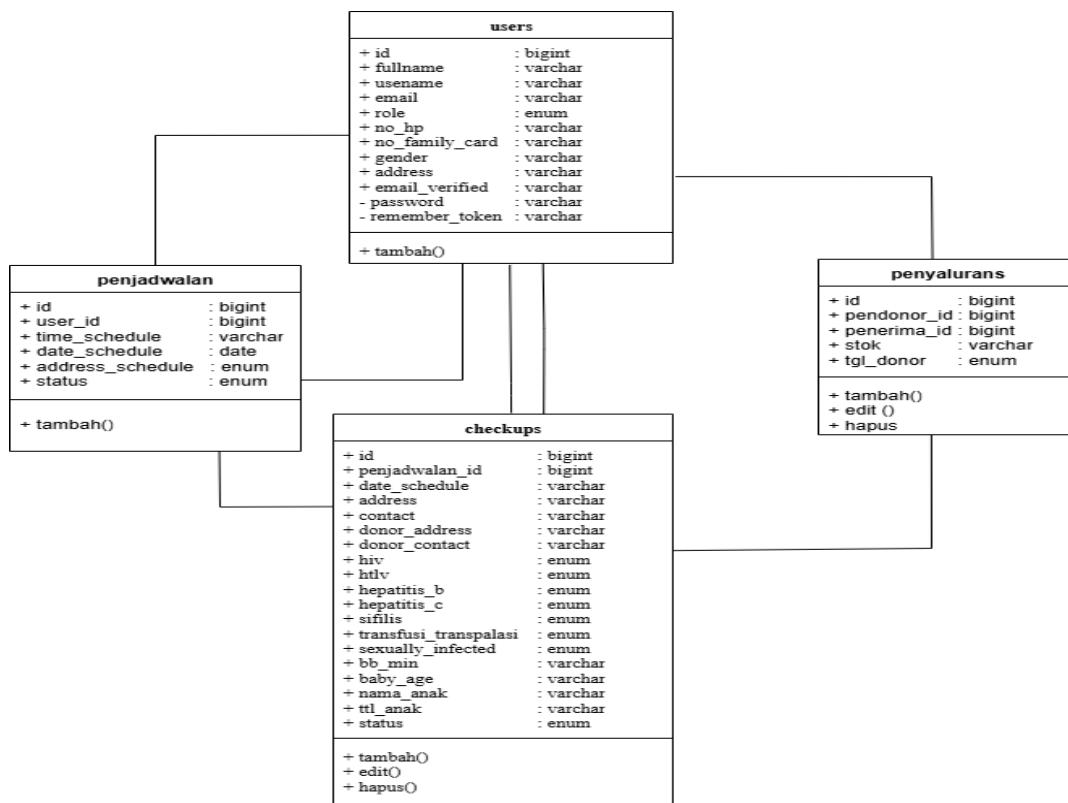 users
+ id : bigint
+ fullname : varchar
+ usename : varchar
+ email : varchar
+ role : enum
+ no_hp : varchar
+ no_family_card : varchar
+ gender : varchar
+ address : varchar
+ email_verified : varchar
- password : varchar
- remember_token : varchar
+ tambah()
penjadwalan
+ id : bigint
+ user_id : bigint
+ time_schedule : varchar
+ date_schedule : date
+ address_schedule : enum
+ status : enum
+ tambah()
penyalurans
+ id : bigint
+ pendonor_id : bigint
+ penerima_id : bigint
+ stok : varchar
+ tgl_donor : enum
+ tambah()
+ edit ()
+ hapus
checkups
+ id : bigint
+ penjadwalan_id : bigint
+ date_schedule : varchar
+ address : varchar
+ contact : varchar
+ donor_address : varchar
+ donor_contact : varchar
+ hiv : enum
+ htlv : enum
+ hepatitis_b : enum
+ hepatitis_c : enum
+ sifilis : enum
+ transfusi_transpalasi : enum
+ sexually_infected : enum
+ bb_min : varchar
+ baby_age : varchar
+ nama_anak : varchar
+ ttl_anak : varchar
+ status : enum
+ tambah()
+ edit()
+ hapus()